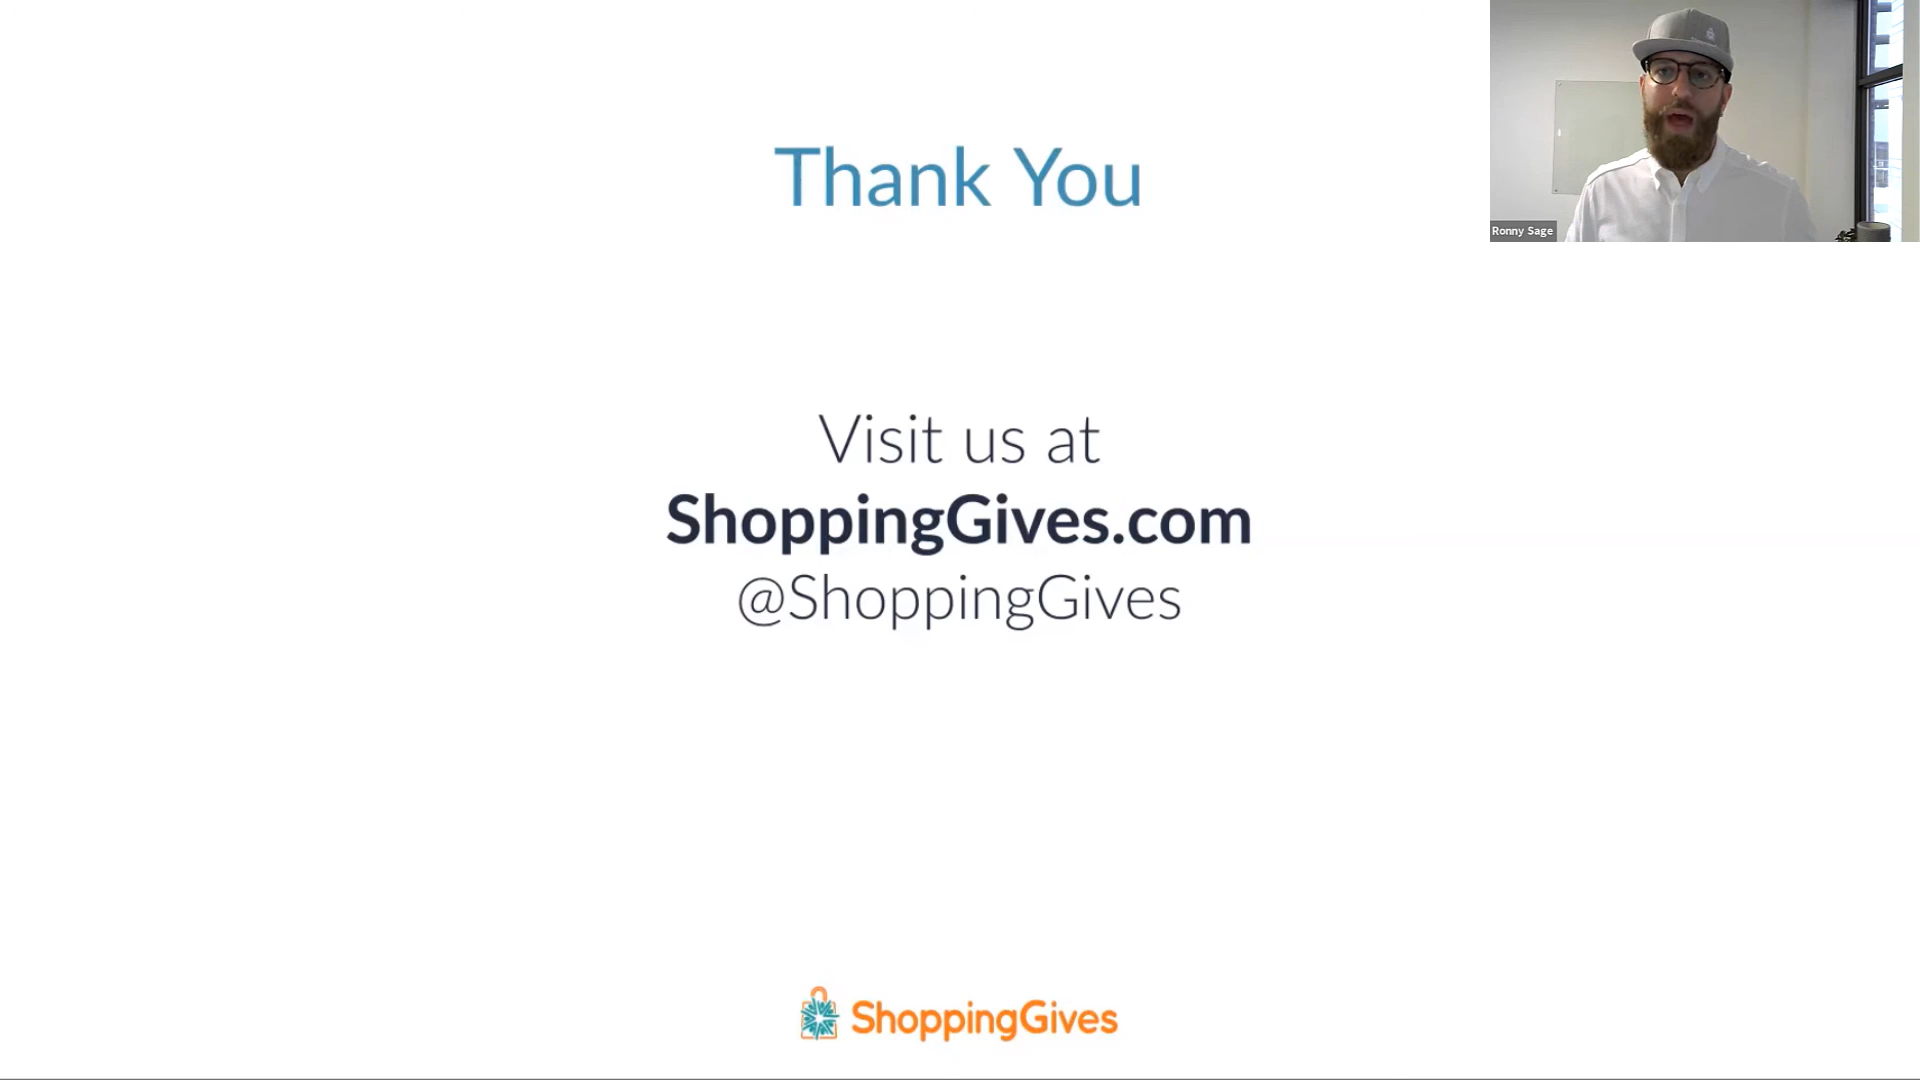 Thank You
Ronny Sage
Visit us at
ShoppingGives.com
@ShoppingGives
ShoppingGives